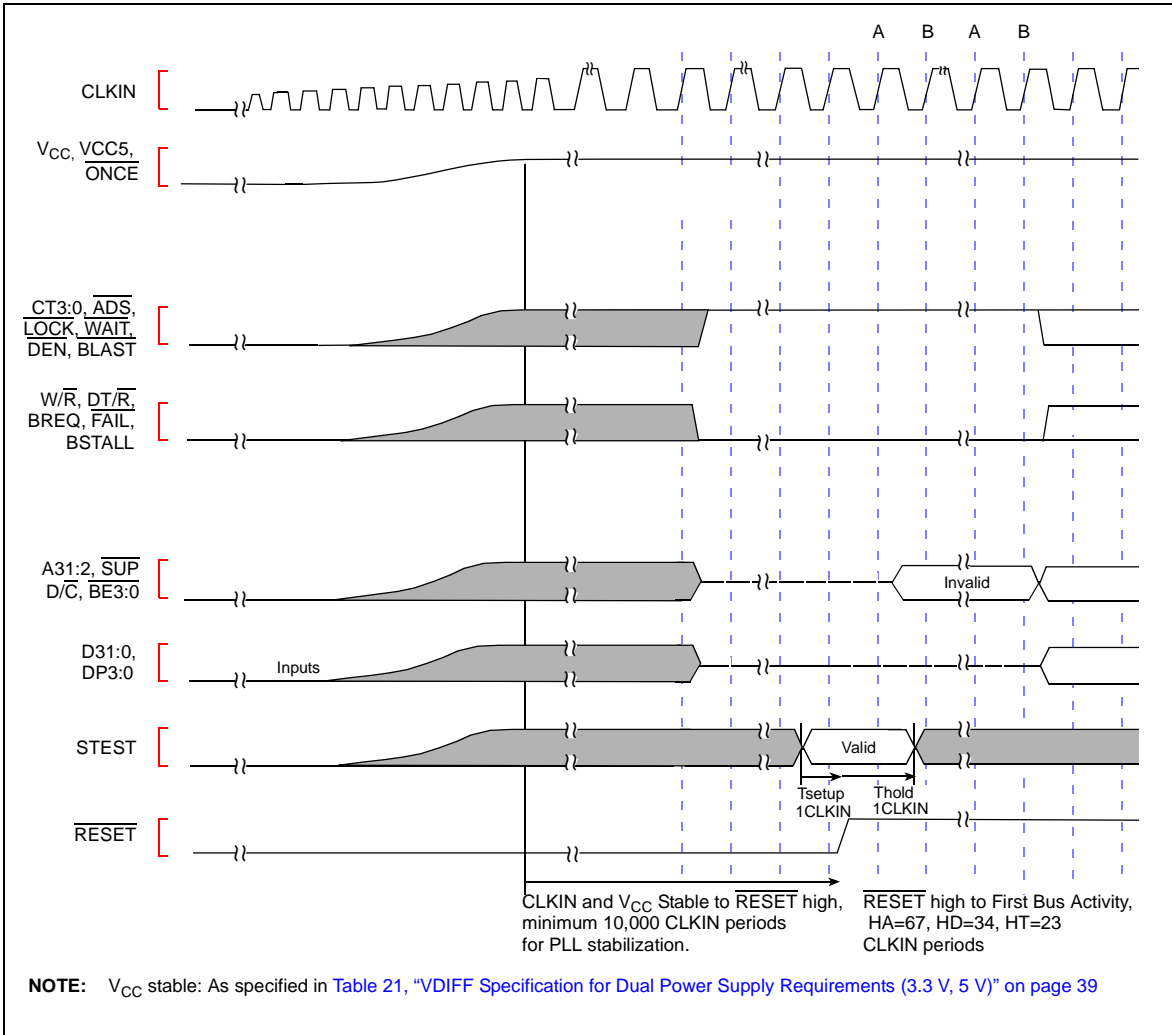 A B A B
CLKIN
VCC, VCC5,
ONCE
CT3:0, ADS,
LOCK, WAIT,
DEN, BLAST
W/R, DT/R,
BREQ, FAIL,
BSTALL
A31:2, SUP
D/C, BE3:0
Invalid
D31:0,
DP3:0
Inputs
STEST
Valid
Tsetup
1CLKIN
Thold
1CLKIN
RESET
CLKIN and VCC Stable to RESET high,
minimum 10,000 CLKIN periods
for PLL stabilization.
RESET high to First Bus Activity,
HA=67, HD=34, HT=23
CLKIN periods
NOTE: VCC stable: As specified in Table 21, “VDIFF Specification for Dual Power Supply Requirements (3.3 V, 5 V)” on page 39